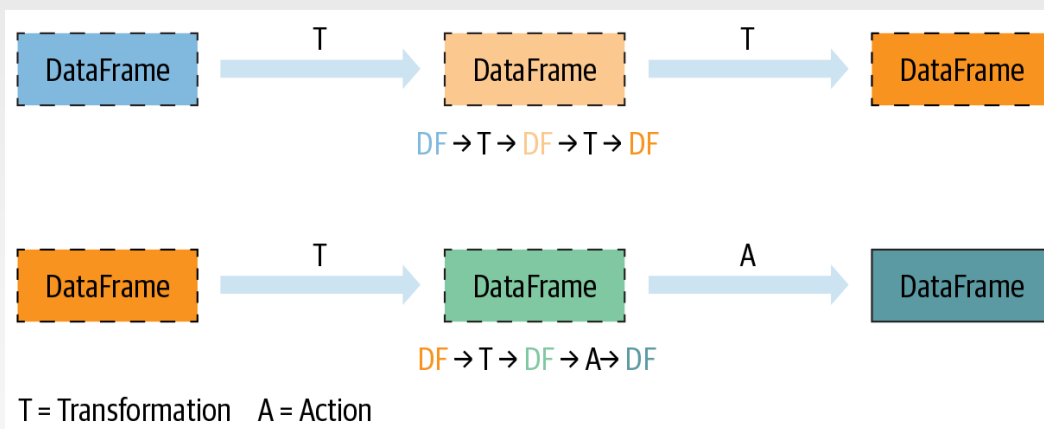 T T
DataFrame DataFrame DataFrame
DF → T → DF → T → DF
T A
DataFrame DataFrame DataFrame
DF → T → DF → A→ DF
T = Transformation A = Action